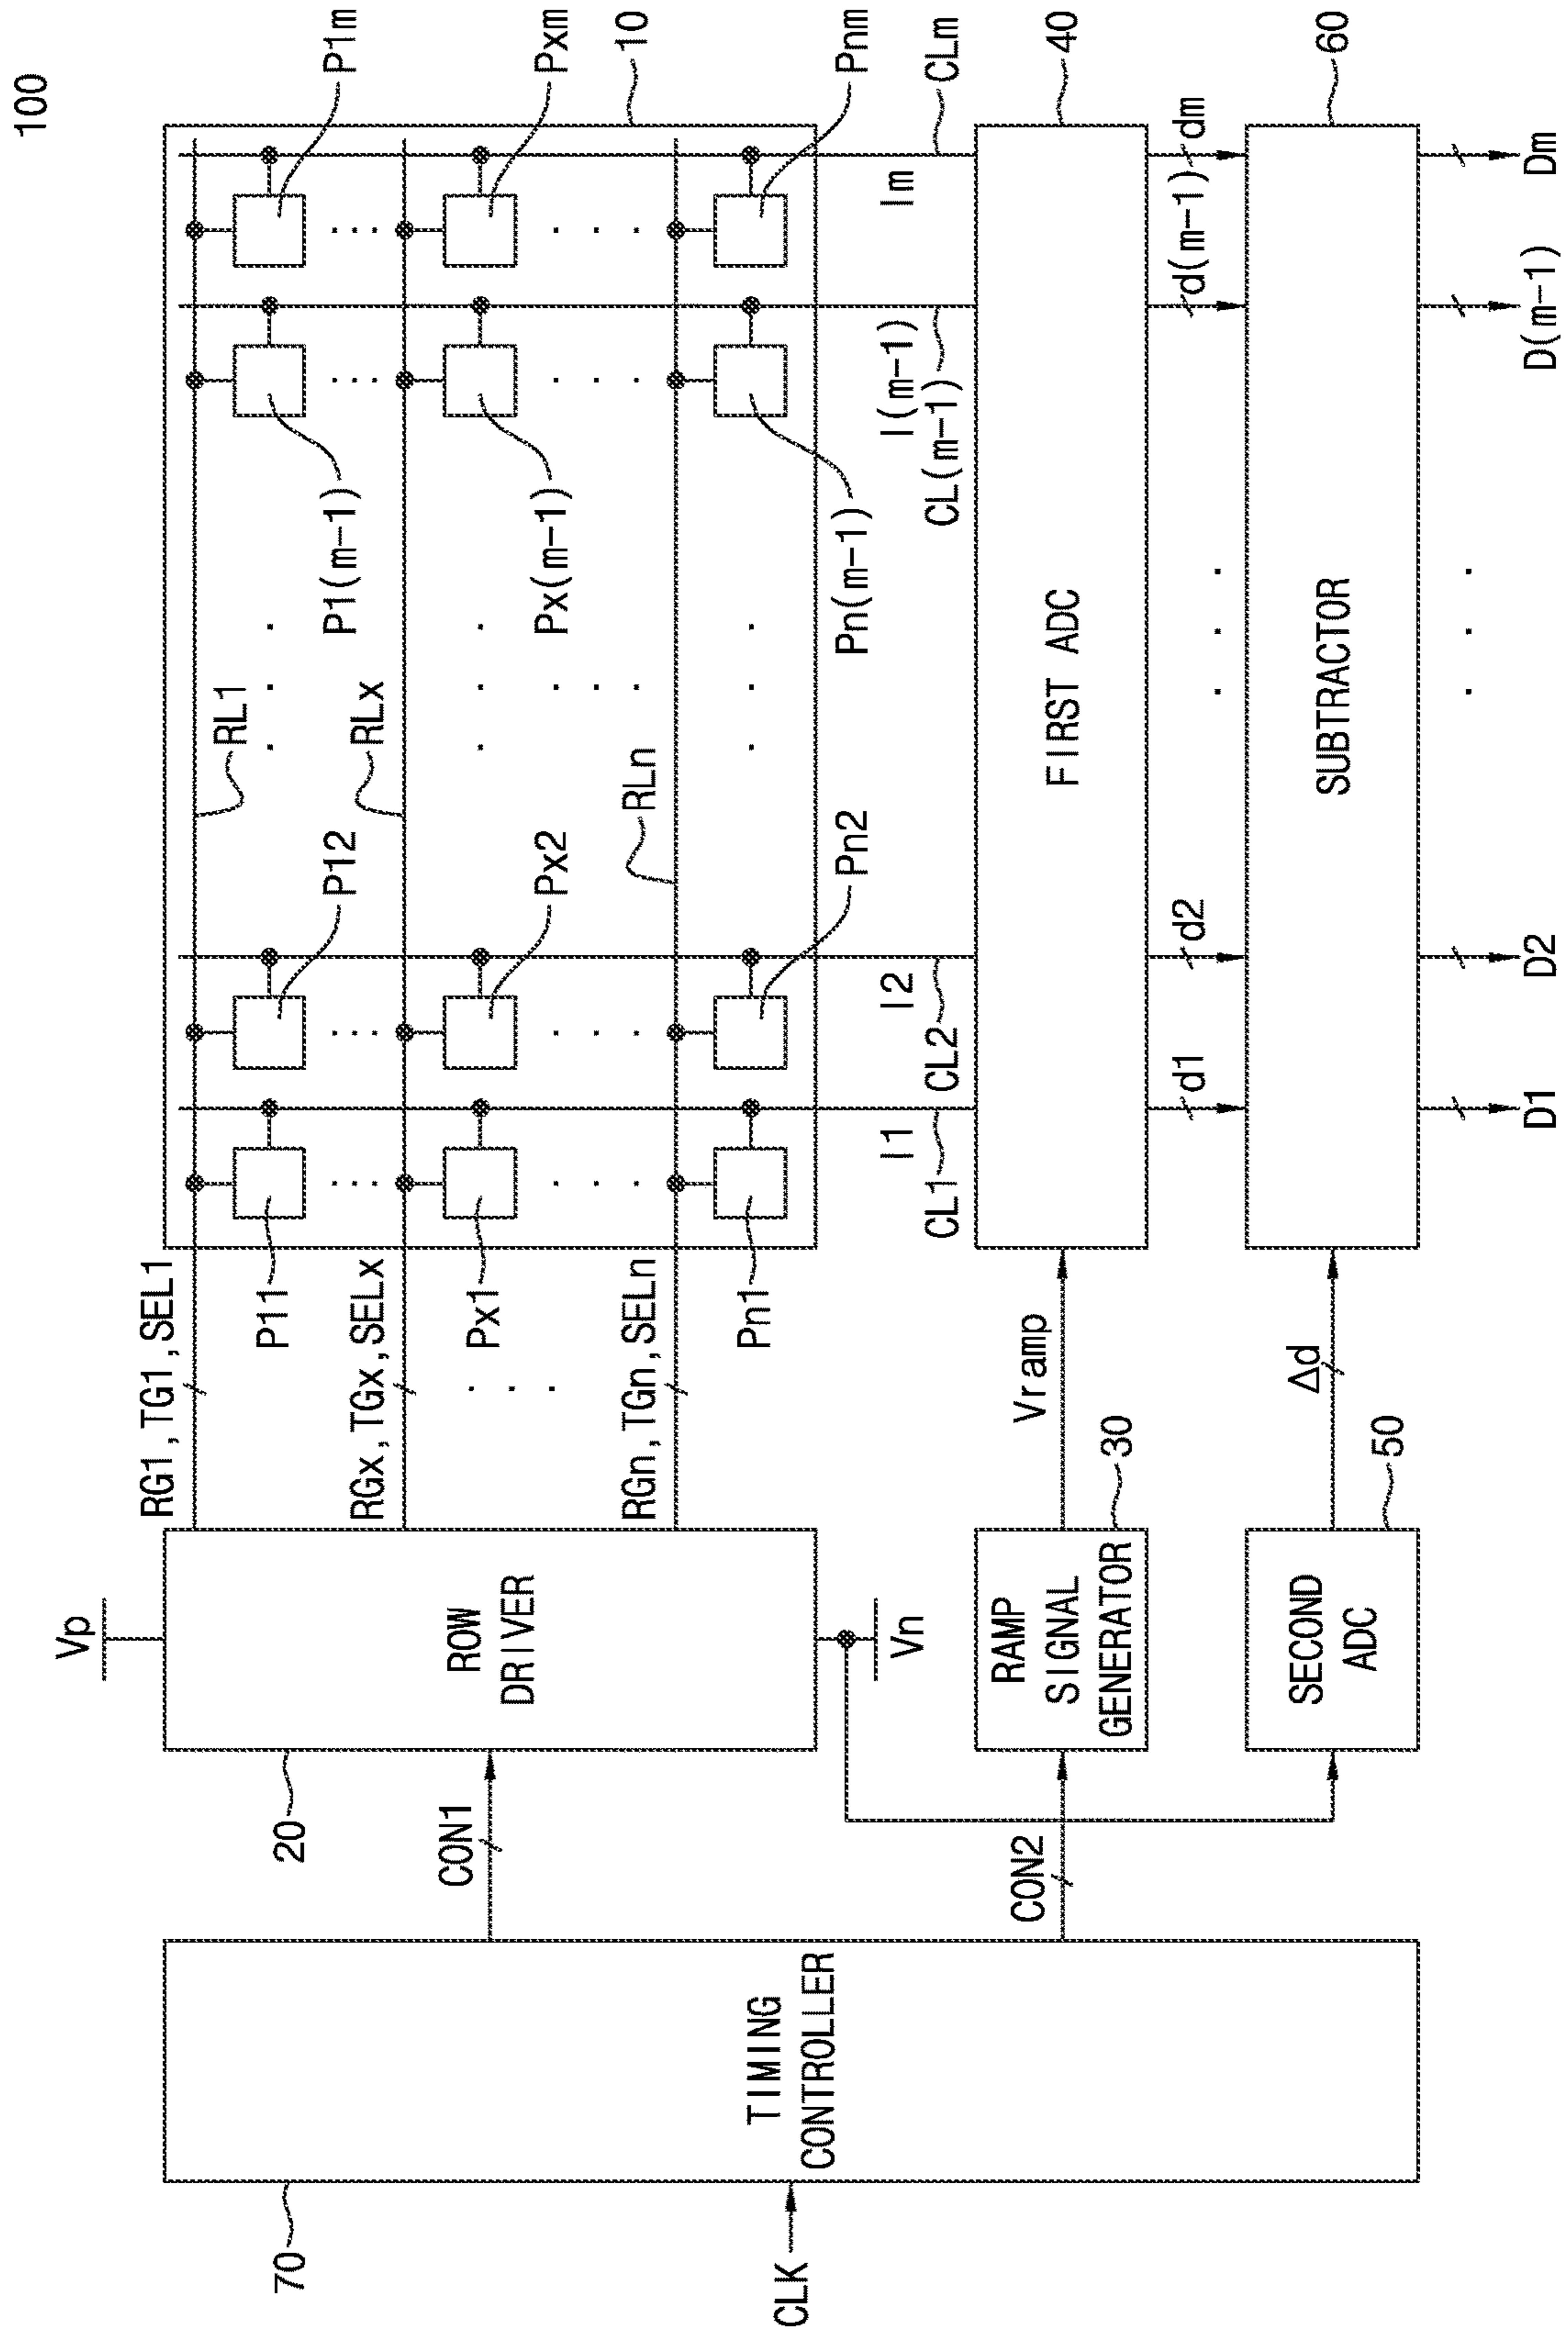 100
Vp
RG1,TG1,SEL1
RL1
P11
P12
P1(m-1)
P1m
ROW
DRIVER
20
RGx,TGx,SELx
RLx
Px1
Px2
Px(m-1)
Pxm
10
CON1
RGn,TGn,SELn
RLn
Pn1
Pn2
Pn(m-1)
Pnm
Vn
I1
I2
I(m-1)
Im
CL1
CL2
CL(m-1)
CLm
TIMING
CONTROLLER
70
CLK
CON2
RAMP
SIGNAL
GENERATOR
30
Vramp
FIRST ADC
40
d1
d2
d(m-1)
dm
SECOND
ADC
50
Δd
SUBTRACTOR
60
D1
D2
D(m-1)
Dm